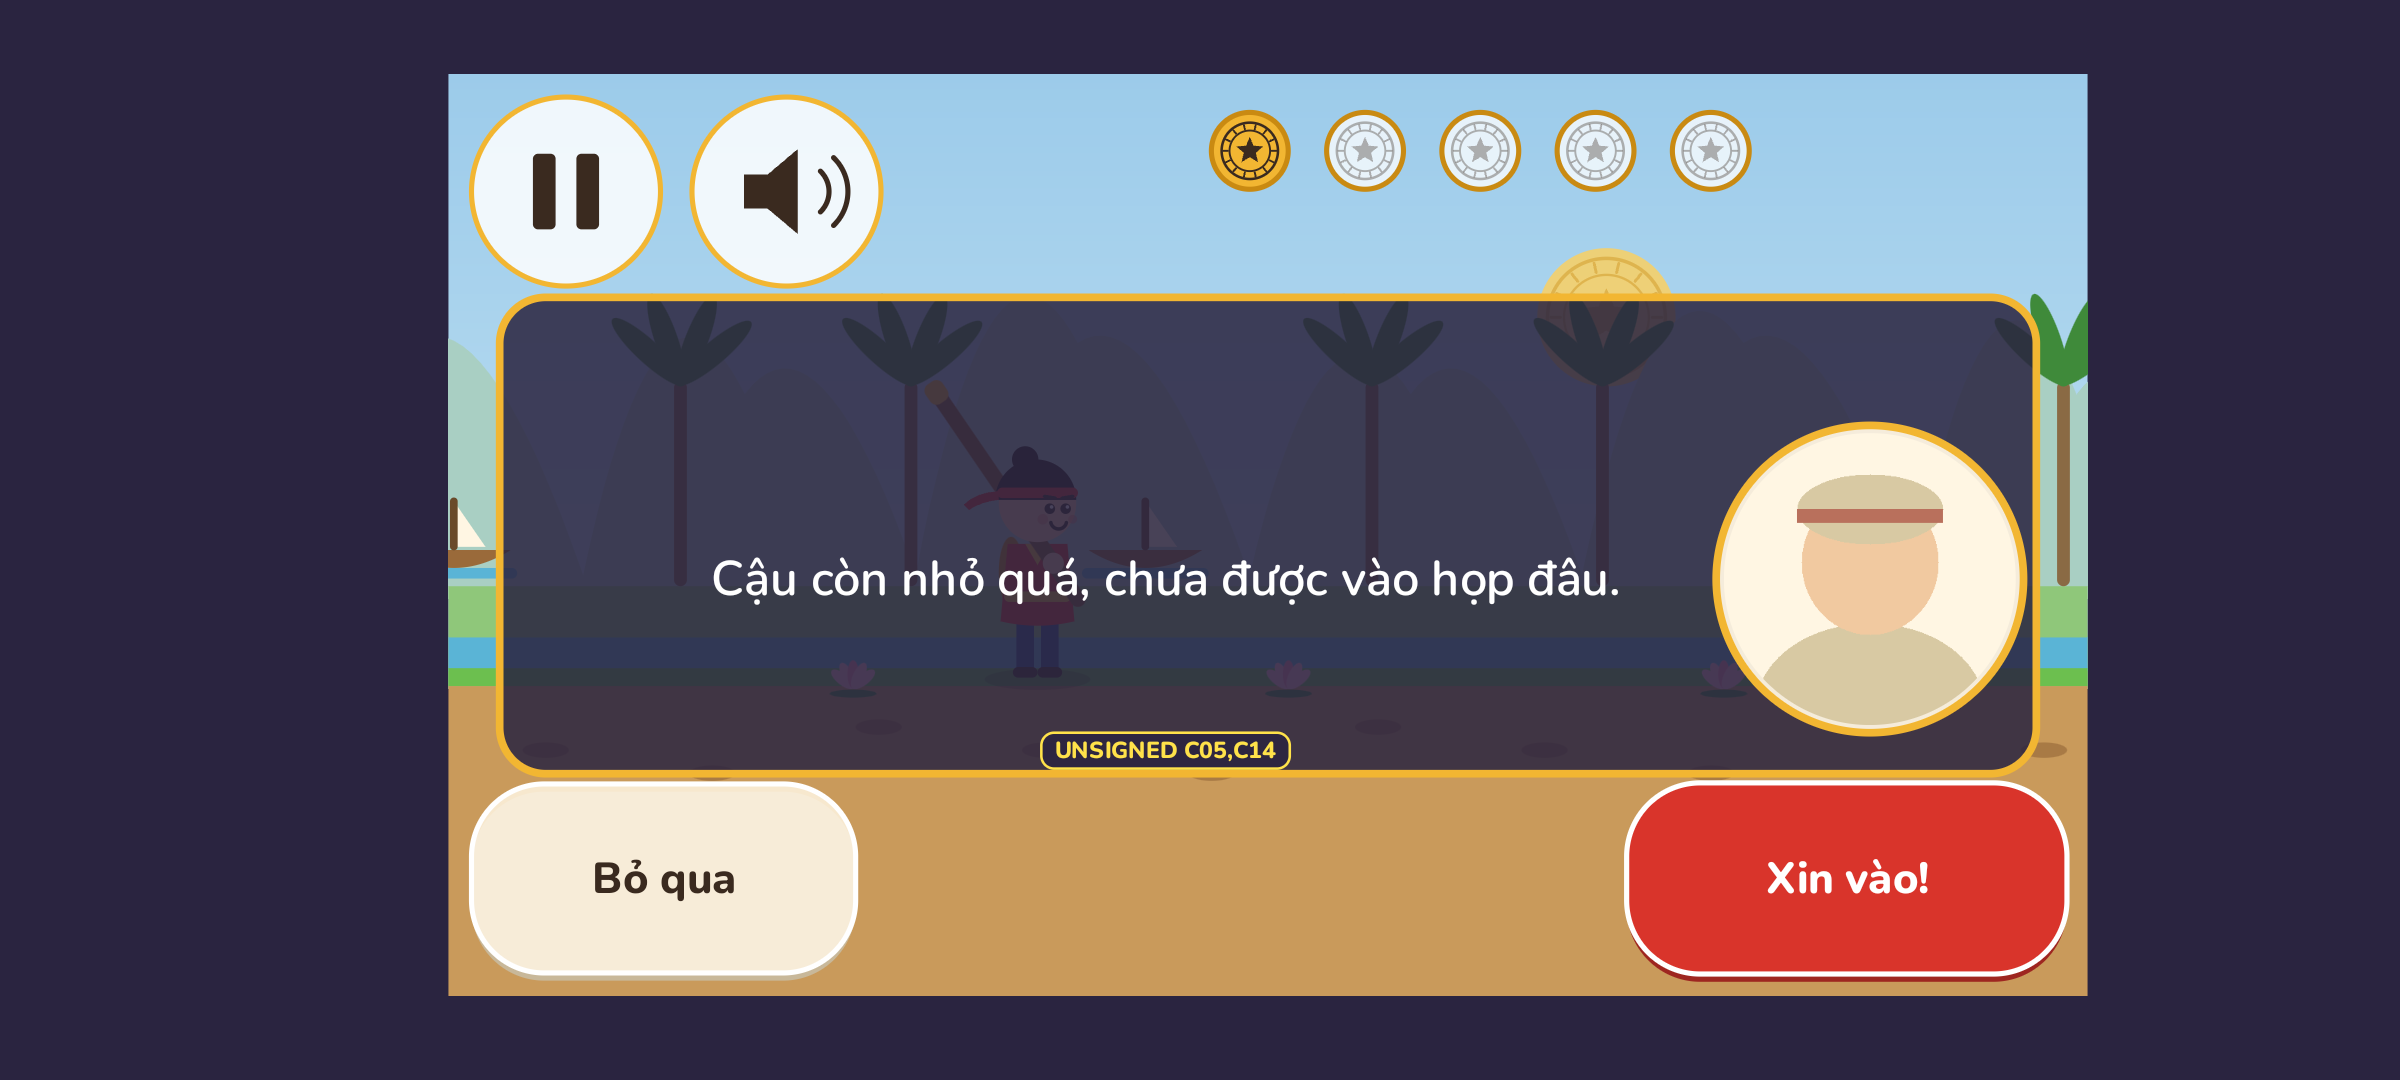 Cậu còn nhỏ quá, chưa được vào họp đâu.
UNSIGNED C05,C14
Bỏ qua
Xin vào!